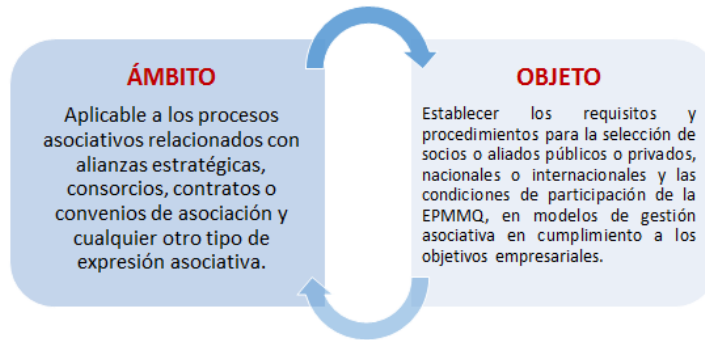 ÁMBITO
Aplicable a los procesos
asociativos relacionados con
alianzas estratégicas,
consorcios, contratos o
convenios de asociación y
cualquier otro tipo de
expresión asociativa.
OBJETO
Establecer los requisitos y
procedimientos para la selección de
socios o aliados públicos o privados,
nacionales o internacionales y las
condiciones de participación de la
EPMMQ, en modelos de gestión
asociativa en cumplimiento a los
objetivos empresariales.